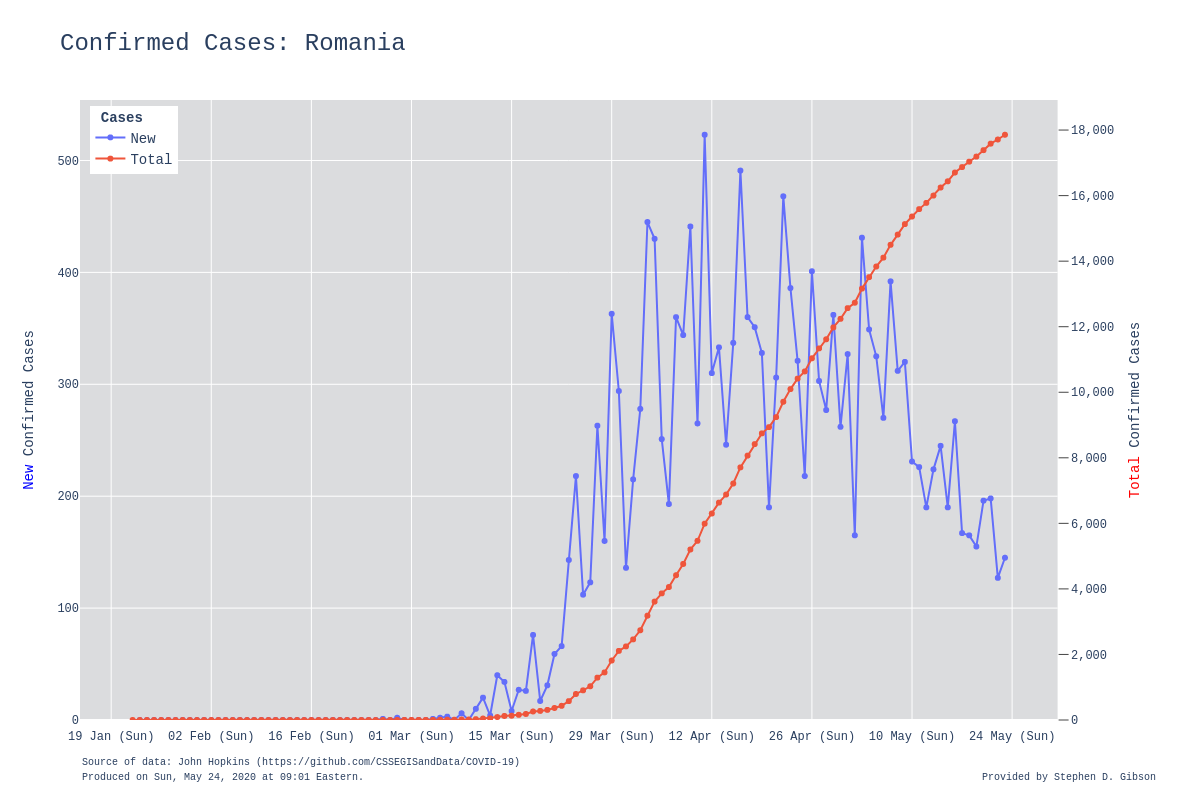 Confirmed Cases: Romania
Cases
New
Total
500
400
300
200
100
0
New Confirmed Cases
18,000
16,000
14,000
12,000
10,000
8,000
6,000
4,000
2,000
0
Total Confirmed Cases
19 Jan (Sun) 02 Feb (Sun) 16 Feb (Sun) 01 Mar (Sun) 15 Mar (Sun) 29 Mar (Sun) 12 Apr (Sun) 26 Apr (Sun) 10 May (Sun) 24 May (Sun)
Source of data: John Hopkins (https://github.com/CSSEGISandData/COVID-19)
Produced on Sun, May 24, 2020 at 09:01 Eastern.
Provided by Stephen D. Gibson